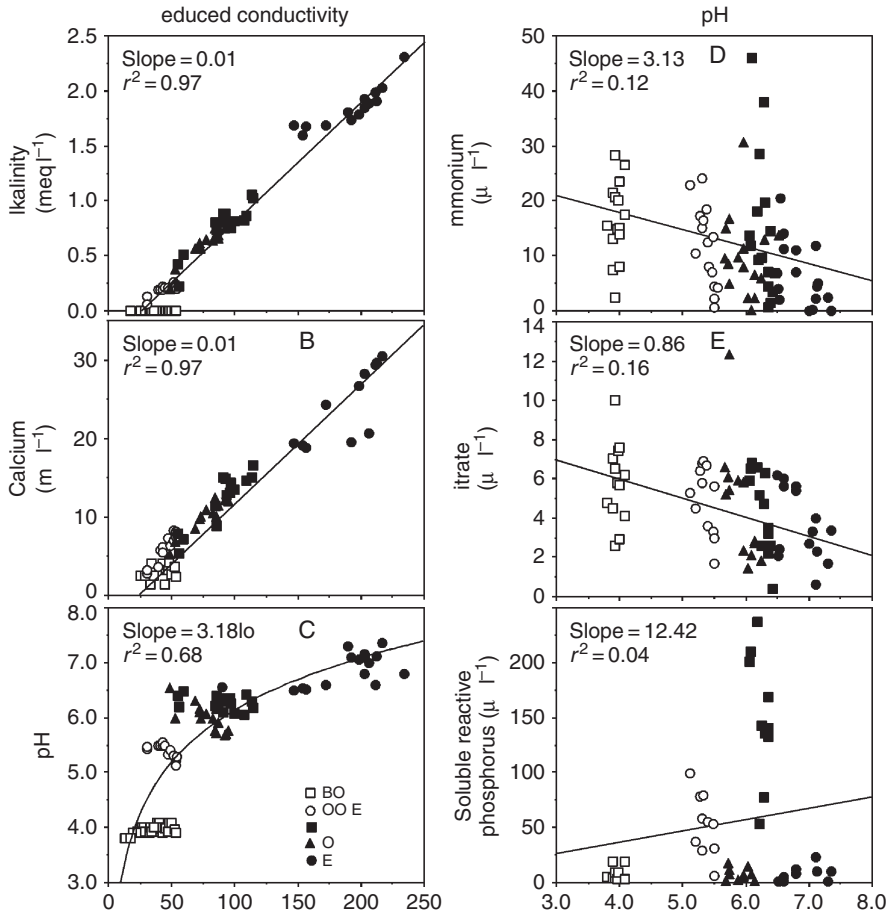 educed conductivity
pH
2.5
2.0
1.5
1.0
0.5
0.0
lkalinity
(meq l⁻¹)
Slope = 0.01
r² = 0.97
50
40
30
20
10
0
mmonium
(μ l⁻¹)
Slope = 3.13
r² = 0.12
D
30
20
10
0
Calcium
(m l⁻¹)
Slope = 0.01
r² = 0.97
B
14
12
10
8
6
4
2
0
itrate
(μ l⁻¹)
Slope = 0.86
r² = 0.16
E
8.0
7.0
6.0
5.0
4.0
3.0
pH
Slope = 3.18lo
r² = 0.68
C
BO
OO E
O
E
0 50 100 150 200 250
200
150
100
50
0
Soluble reactive
phosphorus (μ l⁻¹)
Slope = 12.42
r² = 0.04
3.0 4.0 5.0 6.0 7.0 8.0